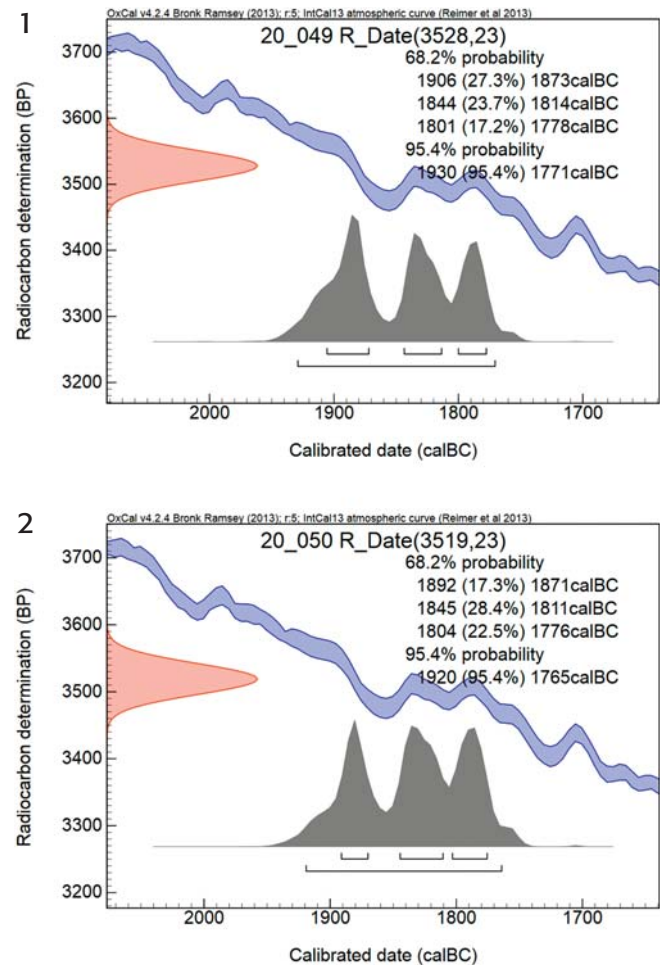 1
OxCal v4.2.4 Bronk Ramsey (2013); r:5; IntCal13 atmospheric curve (Reimer et al 2013)
20_049 R_Date(3528,23)
68.2% probability
1906 (27.3%) 1873calBC
1844 (23.7%) 1814calBC
1801 (17.2%) 1778calBC
95.4% probability
1930 (95.4%) 1771calBC
Radiocarbon determination (BP)
3700
3600
3500
3400
3300
3200
2000
1900
1800
1700
Calibrated date (calBC)
2
OxCal v4.2.4 Bronk Ramsey (2013); r:5; IntCal13 atmospheric curve (Reimer et al 2013)
20_050 R_Date(3519,23)
68.2% probability
1892 (17.3%) 1871calBC
1845 (28.4%) 1811calBC
1804 (22.5%) 1776calBC
95.4% probability
1920 (95.4%) 1765calBC
Radiocarbon determination (BP)
3700
3600
3500
3400
3300
3200
2000
1900
1800
1700
Calibrated date (calBC)